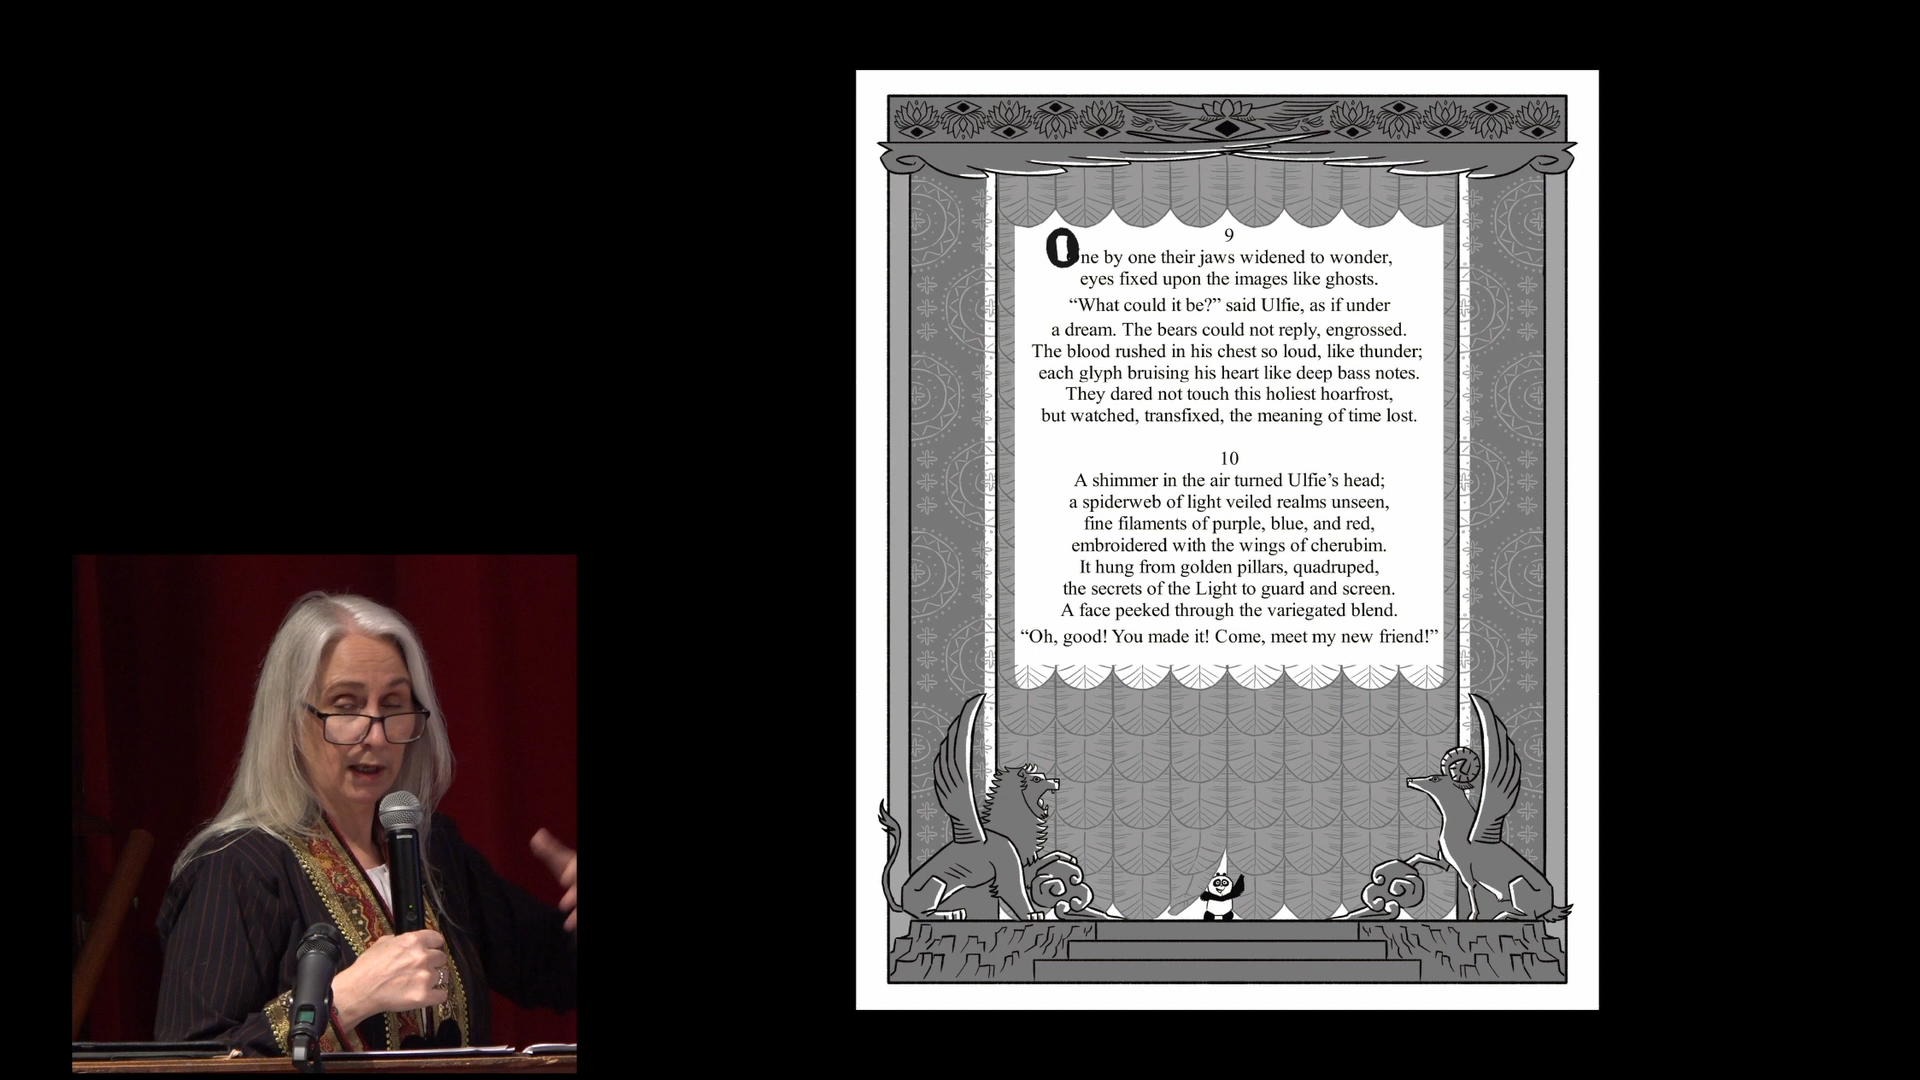 9
One by one their jaws widened to wonder,
eyes fixed upon the images like ghosts.
“What could it be?” said Ulfie, as if under
a dream. The bears could not reply, engrossed.
The blood rushed in his chest so loud, like thunder;
each glyph bruising his heart like deep bass notes.
They dared not touch this holiest hoarfrost,
but watched, transfixed, the meaning of time lost.
10
A shimmer in the air turned Ulfie’s head;
a spiderweb of light veiled realms unseen,
fine filaments of purple, blue, and red,
embroidered with the wings of cherubim.
It hung from golden pillars, quadruped,
the secrets of the Light to guard and screen.
A face peeked through the variegated blend.
“Oh, good! You made it! Come, meet my new friend!”